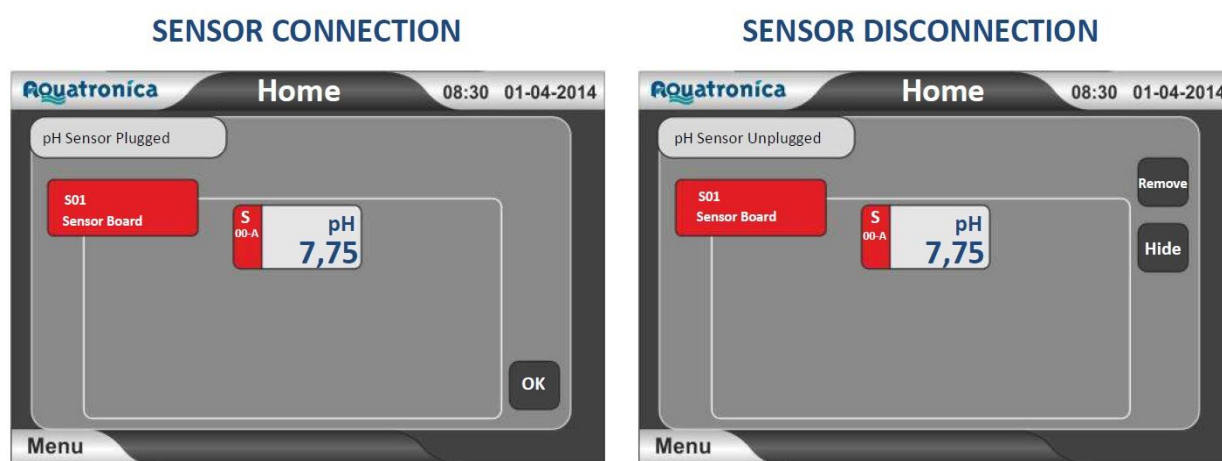 SENSOR CONNECTION
Aquatronica
Home
08:30 01-04-2014
pH Sensor Plugged
S01
Sensor Board
S
00-A
pH
7,75
OK
Menu
SENSOR DISCONNECTION
Aquatronica
Home
08:30 01-04-2014
pH Sensor Unplugged
Remove
S01
Sensor Board
S
00-A
pH
7,75
Hide
Menu